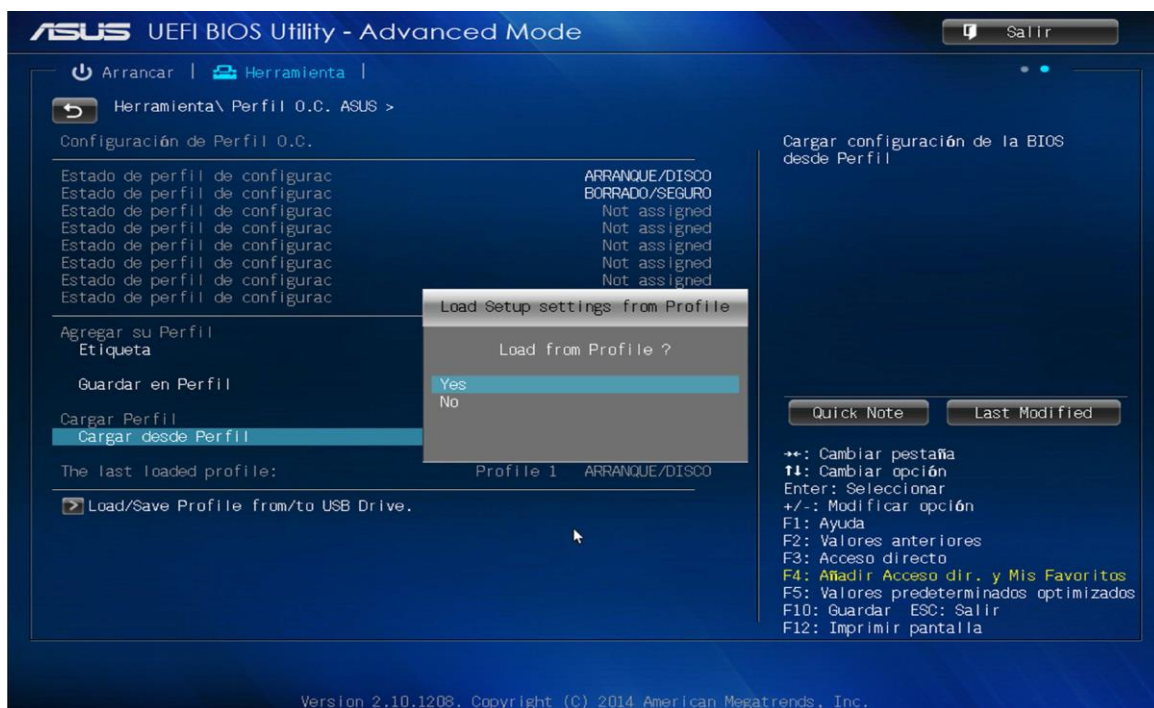 ASUS UEFI BIOS Utility - Advanced Mode
Salir
Arrancar | Herramienta |
Herramienta\ Perfil O.C. ASUS >
Configuración de Perfil O.C.
Estado de perfil de configurac ARRANQUE/DISCO
Estado de perfil de configurac BORRADO/SEGURO
Estado de perfil de configurac Not assigned
Estado de perfil de configurac Not assigned
Estado de perfil de configurac Not assigned
Estado de perfil de configurac Not assigned
Estado de perfil de configurac Not assigned
Estado de perfil de configurac
Agregar su Perfil
Etiqueta
Guardar en Perfil
Cargar Perfil
Cargar desde Perfil
The last loaded profile: Profile 1 ARRANQUE/DISCO
Load/Save Profile from/to USB Drive.
Load Setup settings from Profile
Load from Profile ?
Yes
No
Cargar configuración de la BIOS
desde Perfil
Quick Note Last Modified
→←: Cambiar pestaña
↑↓: Cambiar opción
Enter: Seleccionar
+/-: Modificar opción
F1: Ayuda
F2: Valores anteriores
F3: Acceso directo
F4: Añadir Acceso dir. y Mis Favoritos
F5: Valores predeterminados optimizados
F10: Guardar ESC: Salir
F12: Imprimir pantalla
Version 2.10.1208. Copyright (C) 2014 American Megatrends, Inc.